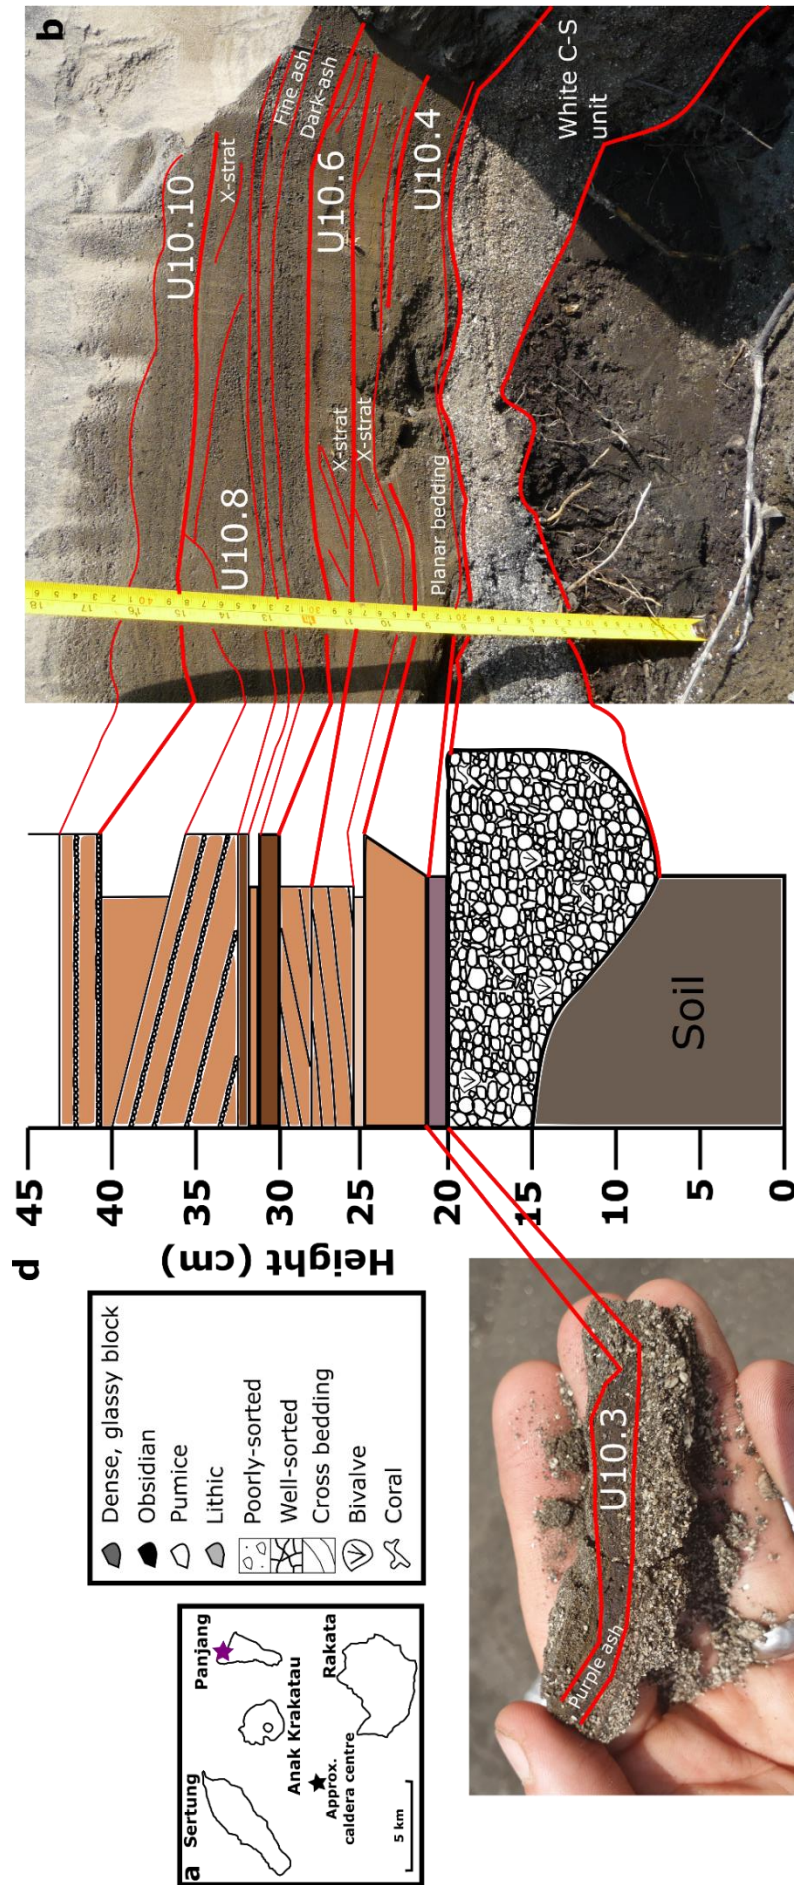 a
Sertung
Panjang
Anak Krakatau
Approx.
caldera centre
Rakata
5 km
Dense, glassy block
Obsidian
Pumice
Lithic
Poorly-sorted
Well-sorted
Cross bedding
Bivalve
Coral
Purple ash
U10.3
d
Height (cm)
45
40
35
30
25
20
15
10
5
0
Soil
b
U10.10
X-strat
U10.8
Fine ash
Dark-ash
U10.6
X-strat
X-strat
U10.4
Planar bedding
White C-S
unit